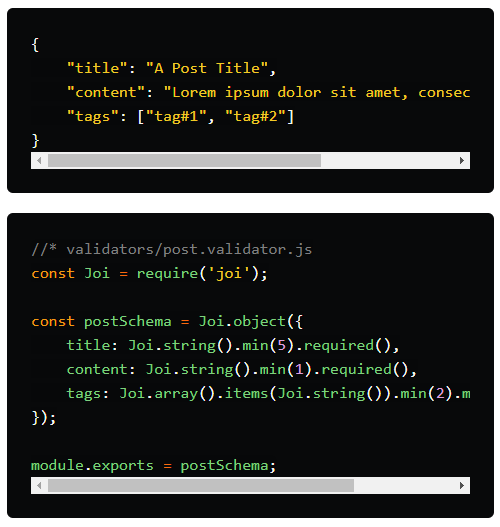 {
    "title": "A Post Title",
    "content": "Lorem ipsum dolor sit amet, consec
    "tags": ["tag#1", "tag#2"]
}
//* validators/post.validator.js
const Joi = require('joi');
const postSchema = Joi.object({
    title: Joi.string().min(5).required(),
    content: Joi.string().min(1).required(),
    tags: Joi.array().items(Joi.string()).min(2).m
});
module.exports = postSchema;